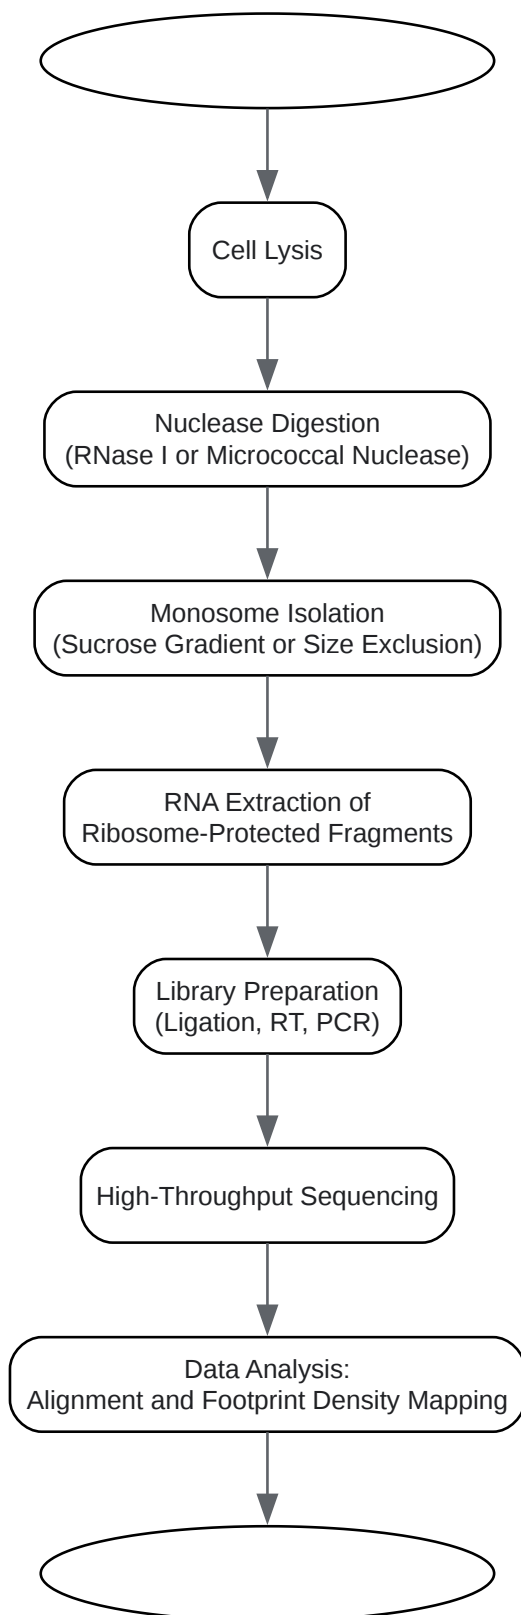 Cell Lysis
Nuclease Digestion
(RNase I or Micrococcal Nuclease)
Monosome Isolation
(Sucrose Gradient or Size Exclusion)
RNA Extraction of
Ribosome-Protected Fragments
Library Preparation
(Ligation, RT, PCR)
High-Throughput Sequencing
Data Analysis:
Alignment and Footprint Density Mapping